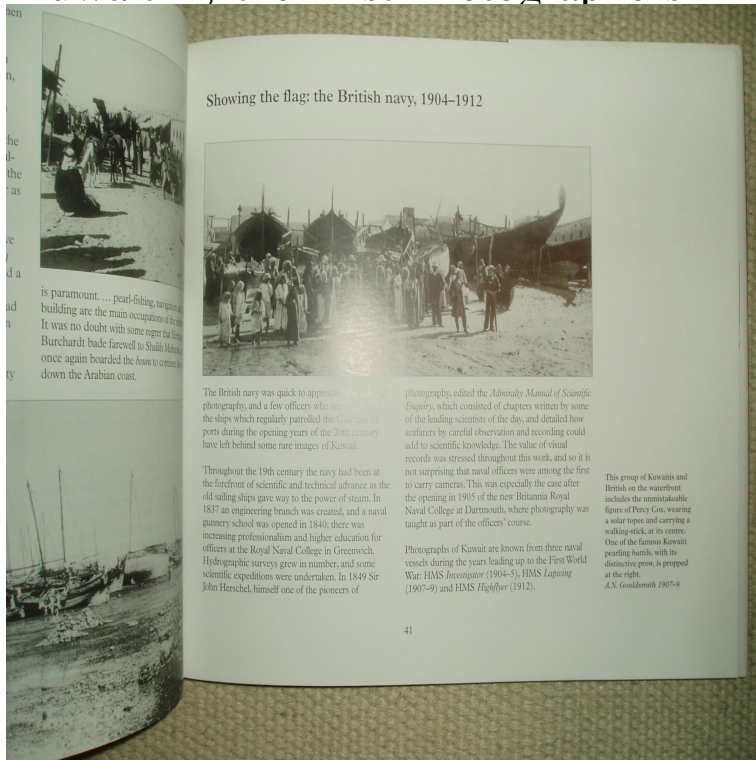 hen
m,
the
al-
the
as
ve
d a
ad
n
ty
is paramount. … pearl-fishing, navigation and
building are the main occupations of the
It was no doubt with some regret that
Burchardt bade farewell to Shaikh
once again boarded the boum to continue
down the Arabian coast.
Showing the flag: the British navy, 1904–1912
The British navy was quick to
photography, and a few officers who
the ships which regularly patrolled the
ports during the opening years of the 20th century
have left behind some rare images of Kuwait.
Throughout the 19th century the navy had been at
the forefront of scientific and technical advance as the
old sailing ships gave way to the power of steam. In
1837 an engineering branch was created, and a naval
gunnery school was opened in 1840; there was
increasing professionalism and higher education for
officers at the Royal Naval College in Greenwich.
Hydrographic surveys grew in number, and some
scientific expeditions were undertaken. In 1849 Sir
John Herschel, himself one of the pioneers of
photography, edited the Admiralty Manual of Scientific
Enquiry, which consisted of chapters written by some
of the leading scientists of the day, and detailed how
seafarers by careful observation and recording could
add to scientific knowledge. The value of visual
records was stressed throughout this work, and so it is
not surprising that naval officers were among the first
to carry cameras. This was especially the case after
the opening in 1905 of the new Britannia Royal
Naval College at Dartmouth, where photography was
taught as part of the officers' course.
Photographs of Kuwait are known from three naval
vessels during the years leading up to the First World
War: HMS Investigator (1904–5), HMS Lapwing
(1907–9) and HMS Highflyer (1912).
This group of Kuwaitis and
British on the waterfront
includes the unmistakeable
figure of Percy Cox, wearing
a solar topee and carrying a
walking-stick, at its centre.
One of the famous Kuwaiti
pearling battils, with its
distinctive prow, is propped
at the right.
A.N. Gouldsmith 1907–9
41